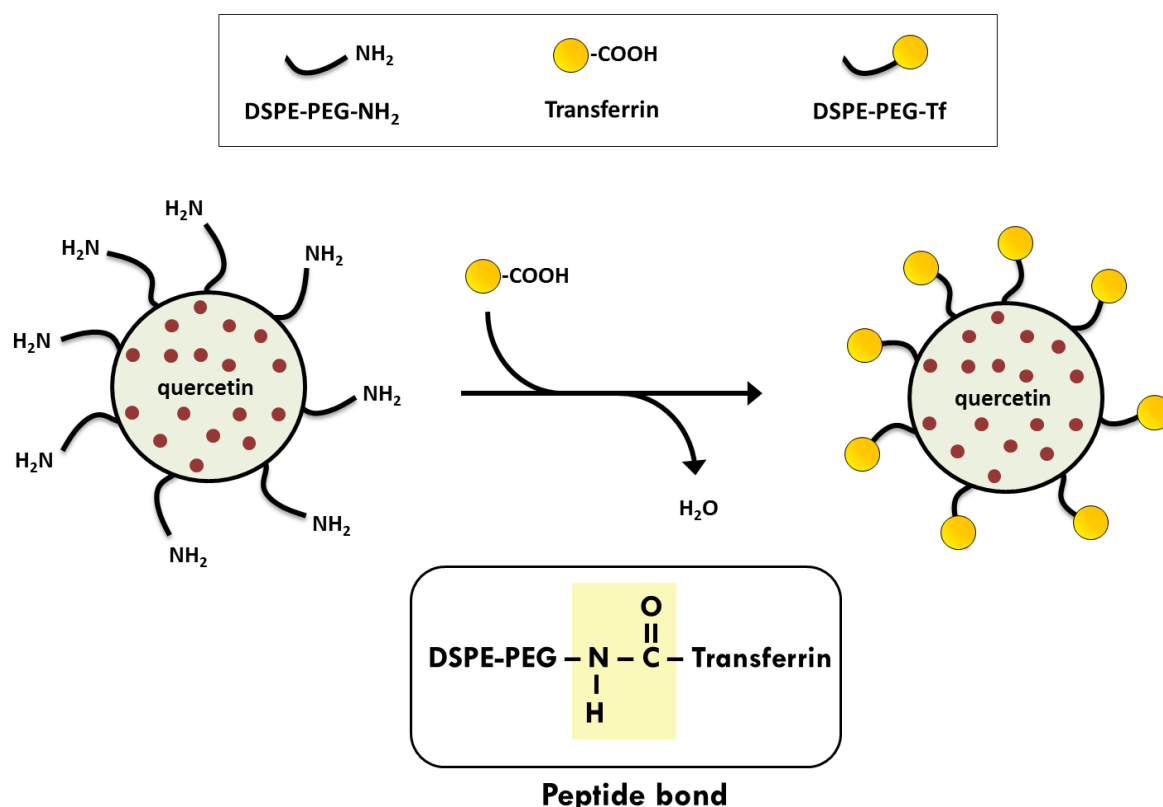 NH₂
-COOH
DSPE-PEG-NH₂
Transferrin
DSPE-PEG-Tf
H₂N
H₂N
NH₂
H₂N
NH₂
H₂N
NH₂
NH₂
quercetin
-COOH
H₂O
quercetin
O
DSPE-PEG – N – C – Transferrin
H
Peptide bond